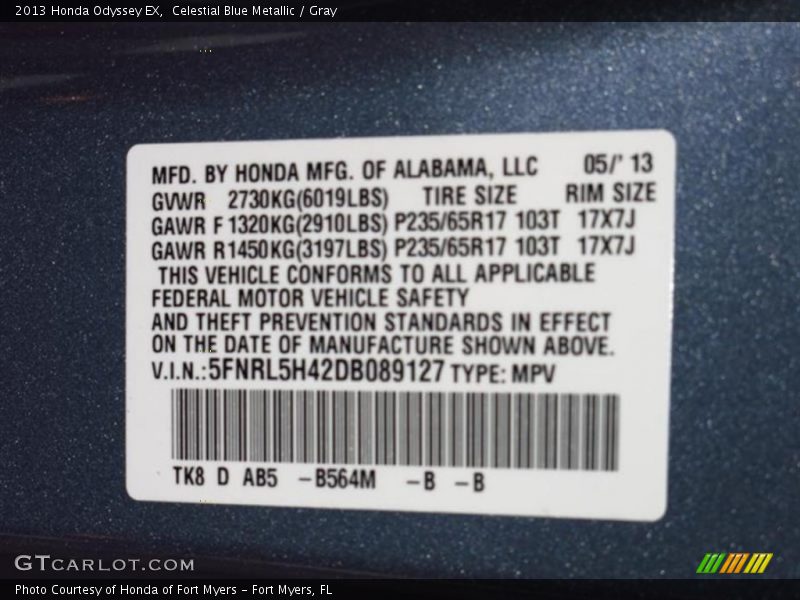 2013 Honda Odyssey EX, Celestial Blue Metallic / Gray
MFD. BY HONDA MFG. OF ALABAMA, LLC 05/' 13
GVWR 2730KG(6019LBS) TIRE SIZE RIM SIZE
GAWR F 1320KG(2910LBS) P235/65R17 103T 17X7J
GAWR R1450KG(3197LBS) P235/65R17 103T 17X7J
THIS VEHICLE CONFORMS TO ALL APPLICABLE
FEDERAL MOTOR VEHICLE SAFETY
AND THEFT PREVENTION STANDARDS IN EFFECT
ON THE DATE OF MANUFACTURE SHOWN ABOVE.
V.I.N.:5FNRL5H42DB089127 TYPE: MPV
TK8 D AB5 -B564M -B -B
GTCARLOT.COM
Photo Courtesy of Honda of Fort Myers - Fort Myers, FL